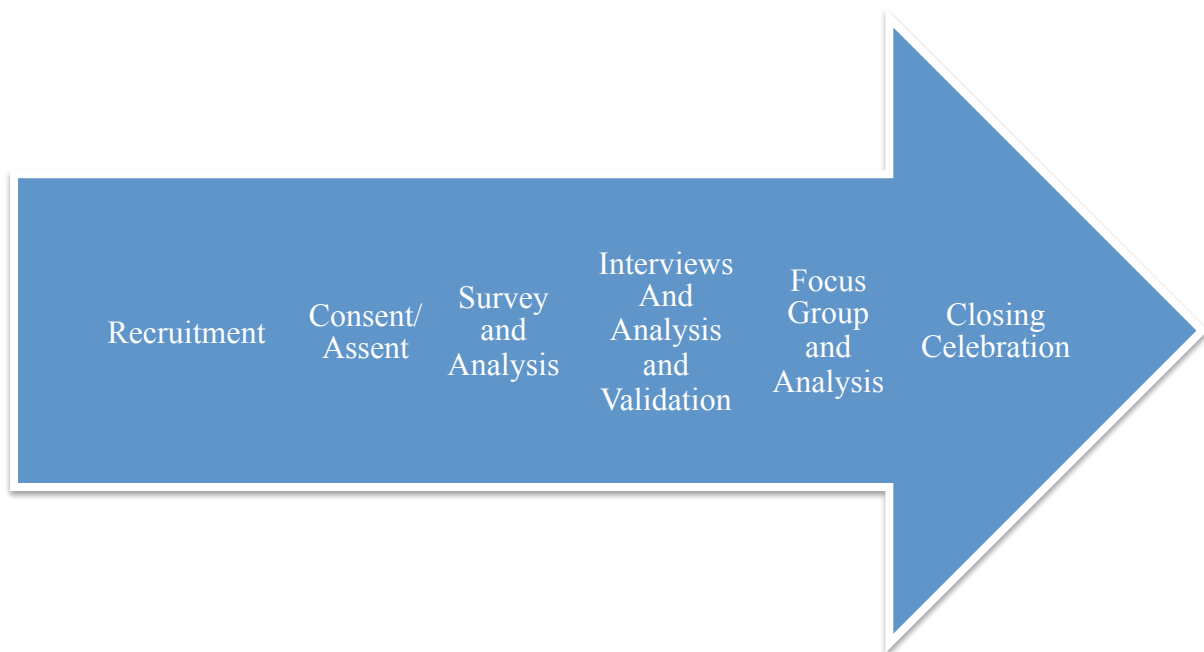 Recruitment
Consent/
Assent
Survey
and
Analysis
Interviews
And
Analysis
and
Validation
Focus
Group
and
Analysis
Closing
Celebration